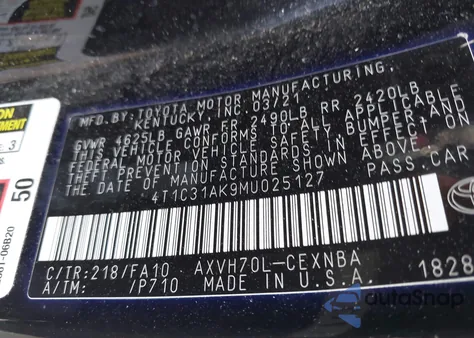 MFD. BY: TOYOTA MOTOR MANUFACTURING,
KENTUCKY, INC. 03/21
GVWR 4625LB GAWR FR 2490LB RR 2420LB
THIS VEHICLE CONFORMS TO ALL APPLICABLE
FEDERAL MOTOR VEHICLE SAFETY, BUMPER, AND
THEFT PREVENTION STANDARDS IN EFFECT ON
THE DATE OF MANUFACTURE SHOWN ABOVE.
4T1C31AK9MU025127 PASS.CAR
C/TR:218/FA10 AXVH70L-CEXNBA
A/TM: /P710 MADE IN U.S.A. 1828
3
50
autoSnap